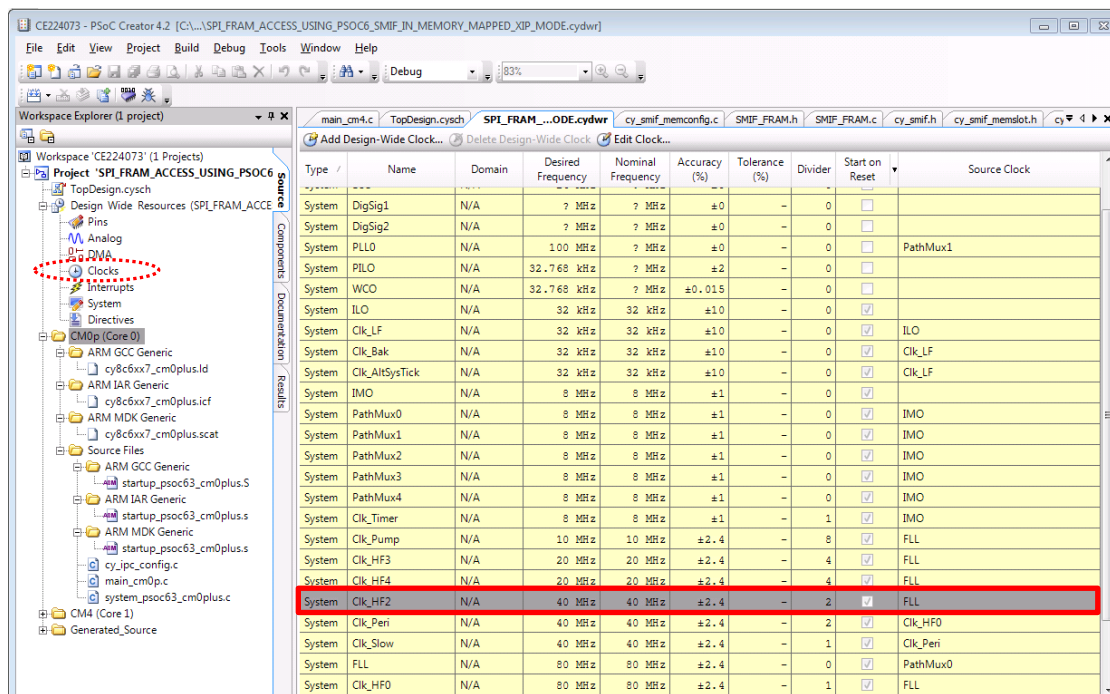 CE224073 - PSoC Creator 4.2 [C:\...\SPI_FRAM_ACCESS_USING_PSOC6_SMIF_IN_MEMORY_MAPPED_XIP_MODE.cydwr]
File Edit View Project Build Debug Tools Window Help
Debug 83%
Workspace Explorer (1 project)
main_cm4.c TopDesign.cysch SPI_FRAM_...ODE.cydwr cy_smif_memconfig.c SMIF_FRAM.h SMIF_FRAM.c cy_smif.h cy_smif_memslot.h cy
Add Design-Wide Clock... Delete Design-Wide Clock Edit Clock...
Workspace 'CE224073' (1 Projects)
Project 'SPI_FRAM_ACCESS_USING_PSOC6
TopDesign.cysch
Design Wide Resources (SPI_FRAM_ACCE
Pins
Analog
DMA
Clocks
Interrupts
System
Directives
CM0p (Core 0)
ARM GCC Generic
cy8c6xx7_cm0plus.ld
ARM IAR Generic
cy8c6xx7_cm0plus.icf
ARM MDK Generic
cy8c6xx7_cm0plus.scat
Source Files
ARM GCC Generic
startup_psoc63_cm0plus.S
ARM IAR Generic
startup_psoc63_cm0plus.s
ARM MDK Generic
startup_psoc63_cm0plus.s
cy_ipc_config.c
main_cm0p.c
system_psoc63_cm0plus.c
CM4 (Core 1)
Generated_Source
Source
Components
Documentation
Results
Type Name Domain Desired Frequency Nominal Frequency Accuracy (%) Tolerance (%) Divider Start on Reset Source Clock
System DigSig1 N/A ? MHz ? MHz ±0 - 0
System DigSig2 N/A ? MHz ? MHz ±0 - 0
System PLL0 N/A 100 MHz ? MHz ±0 - 0 PathMux1
System PILO N/A 32.768 kHz ? MHz ±2 - 0
System WCO N/A 32.768 kHz ? MHz ±0.015 - 0
System ILO N/A 32 kHz 32 kHz ±10 - 0
System Clk_LF N/A 32 kHz 32 kHz ±10 - 0 ILO
System Clk_Bak N/A 32 kHz 32 kHz ±10 - 0 Clk_LF
System Clk_AltSysTick N/A 32 kHz 32 kHz ±10 - 0 Clk_LF
System IMO N/A 8 MHz 8 MHz ±1 - 0
System PathMux0 N/A 8 MHz 8 MHz ±1 - 0 IMO
System PathMux1 N/A 8 MHz 8 MHz ±1 - 0 IMO
System PathMux2 N/A 8 MHz 8 MHz ±1 - 0 IMO
System PathMux3 N/A 8 MHz 8 MHz ±1 - 0 IMO
System PathMux4 N/A 8 MHz 8 MHz ±1 - 0 IMO
System Clk_Timer N/A 8 MHz 8 MHz ±1 - 1 IMO
System Clk_Pump N/A 10 MHz 10 MHz ±2.4 - 8 FLL
System Clk_HF3 N/A 20 MHz 20 MHz ±2.4 - 4 FLL
System Clk_HF4 N/A 20 MHz 20 MHz ±2.4 - 4 FLL
System Clk_HF2 N/A 40 MHz 40 MHz ±2.4 - 2 FLL
System Clk_Peri N/A 40 MHz 40 MHz ±2.4 - 2 Clk_HF0
System Clk_Slow N/A 40 MHz 40 MHz ±2.4 - 1 Clk_Peri
System FLL N/A 80 MHz 80 MHz ±2.4 - 0 PathMux0
System Clk_HF0 N/A 80 MHz 80 MHz ±2.4 - 1 FLL